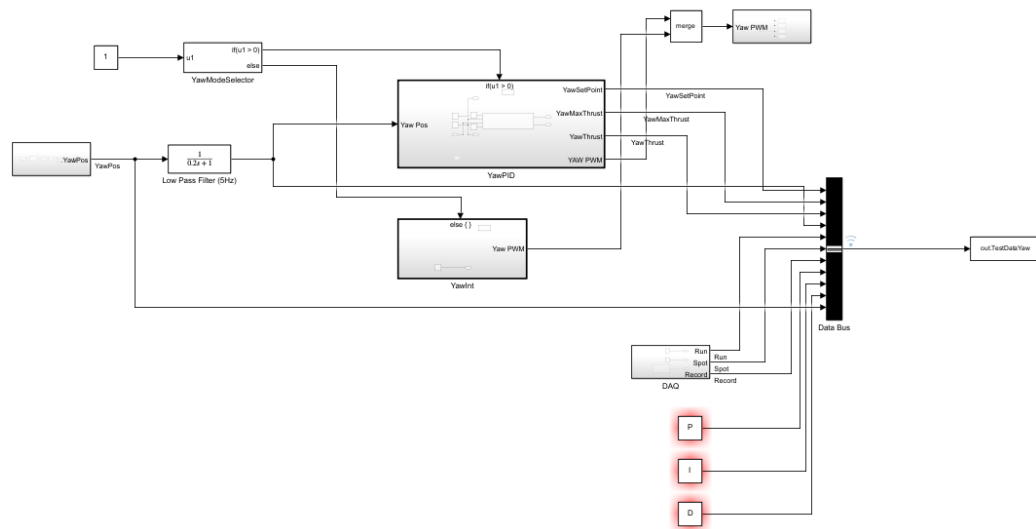 merge
Yaw PWM
1
u1
if(u1 > 0)
else
YawModeSelector
if(u1 > 0)
Yaw Pos
YawSetPoint
YawMaxThrust
YawThrust
YAW PWM
YawPID
YawSetPoint
YawMaxThrust
YawThrust
YawPos
YawPos
1
0.2s + 1
Low Pass Filter (5Hz)
else { }
Yaw PWM
YawInt
Data Bus
out.TestDataYaw
Run
Spot
Record
DAQ
Run
Spot
Record
P
I
D